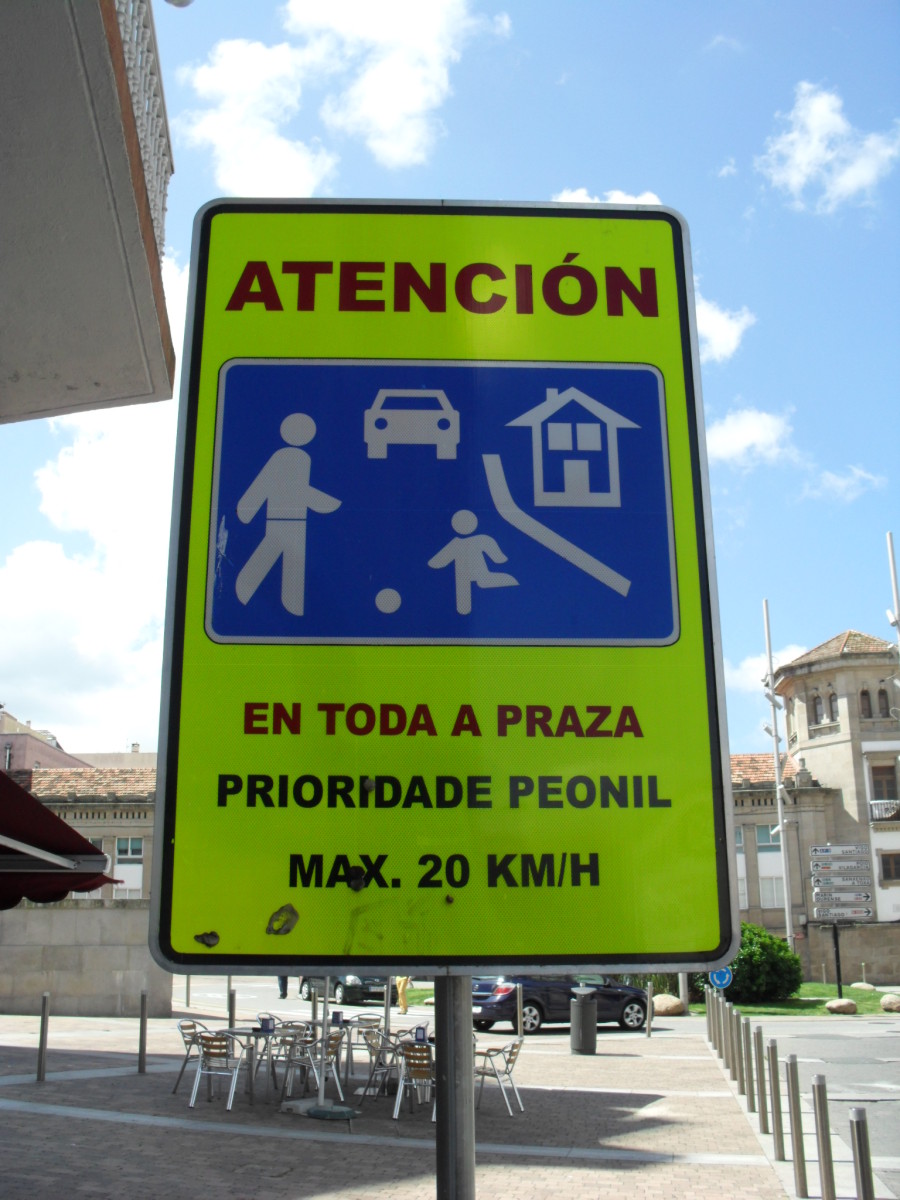 ATENCIÓN
EN TODA A PRAZA
PRIORIDADE PEONIL
MAX. 20 KM/H